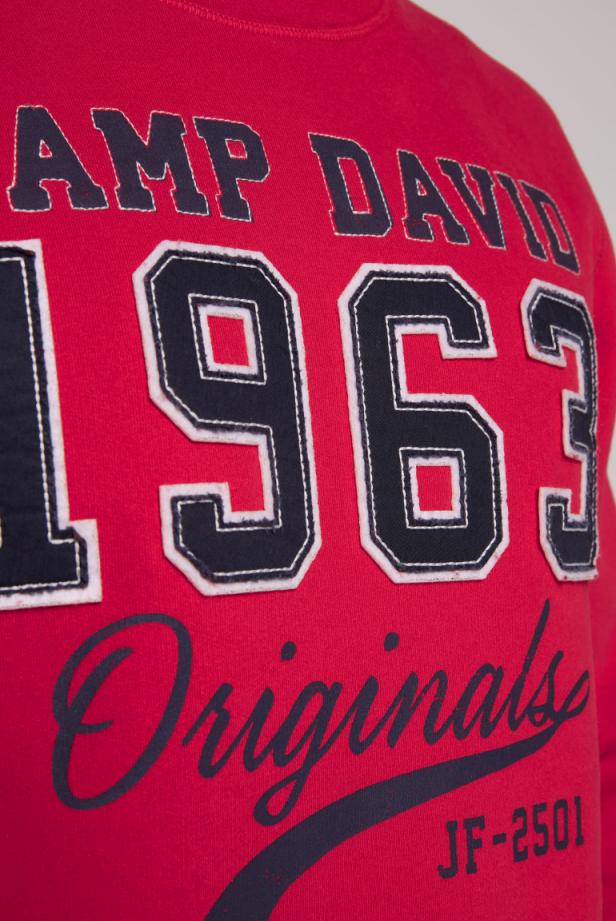 AMP DAVID
1963
Originals
JF-2501